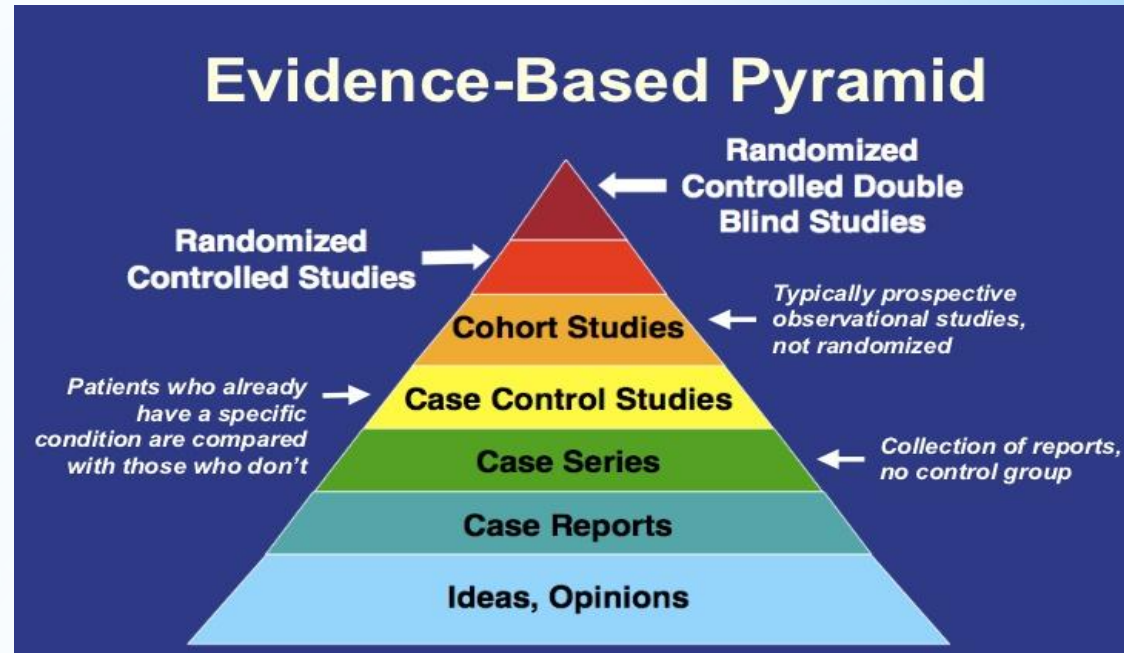 Evidence-Based Pyramid
Randomized
Controlled Double
Blind Studies
Randomized
Controlled Studies
Cohort Studies
Typically prospective
observational studies,
not randomized
Patients who already
have a specific
condition are compared
with those who don't
Case Control Studies
Case Series
Collection of reports,
no control group
Case Reports
Ideas, Opinions